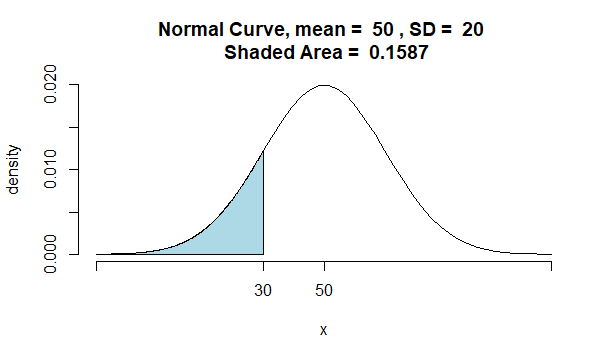 Normal Curve, mean =  50 , SD =  20
Shaded Area =  0.1587
density
0.020
0.010
0.000
30
50
x